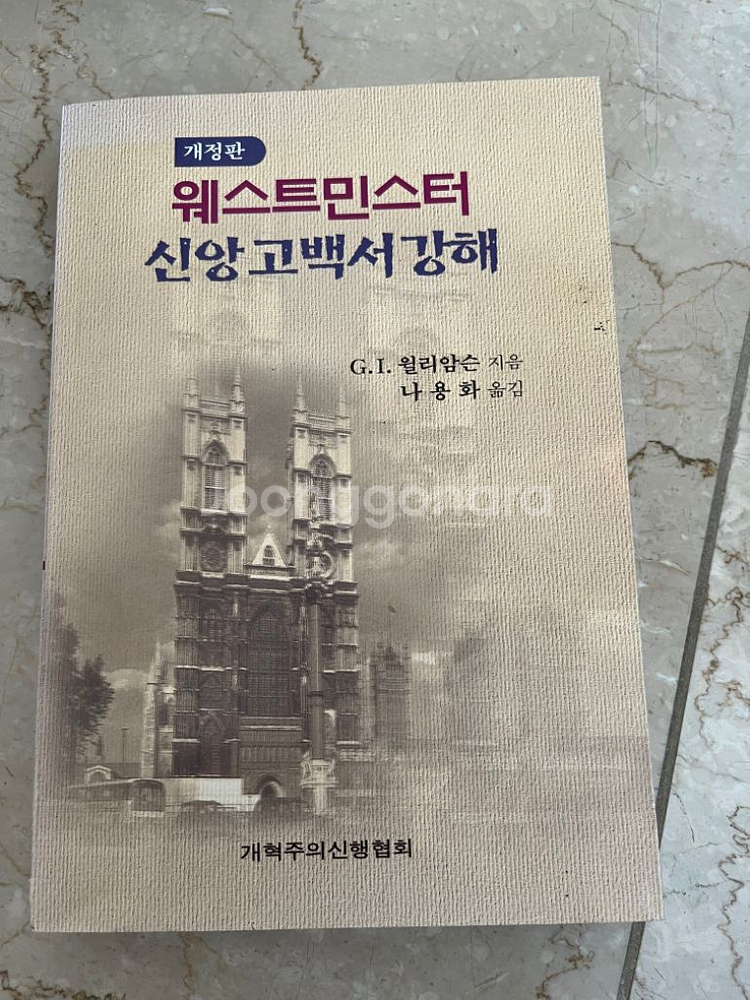 개정판
웨스트민스터
신앙고백서강해
G.I. 윌리암슨 지음
나 용 화 옮김
joonggonara
개혁주의신행협회